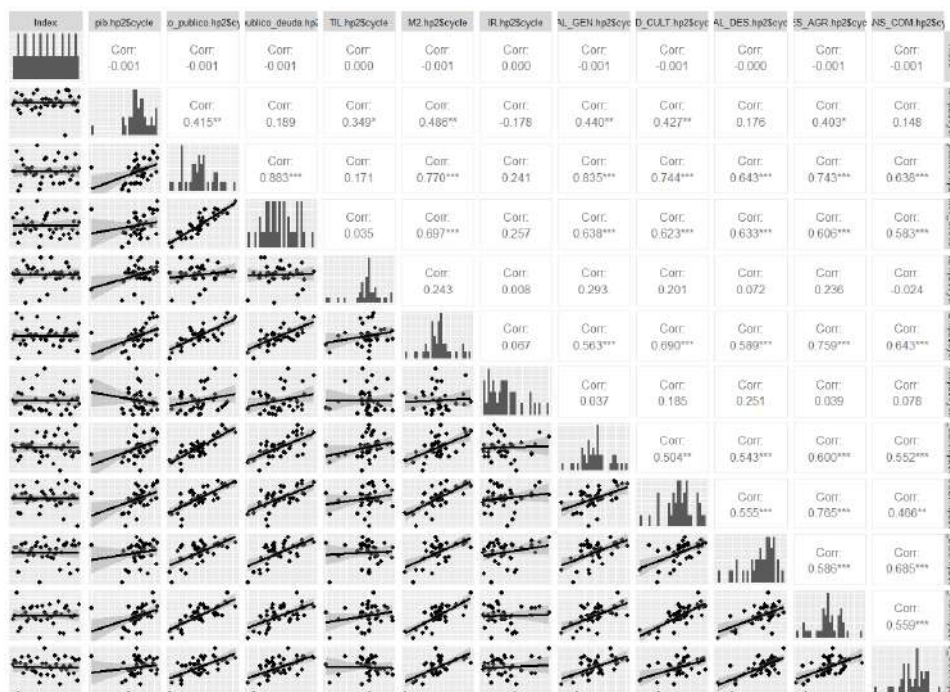 Index pib.hp2$cycle o_publico.hp2$cy publico_deuda.hp2 TIL.hp2$cycle M2.hp2$cycle IR.hp2$cycle AL_GEN.hp2$cyc D_CULT.hp2$cyc AL_DES.hp2$cyc ES_AGR.hp2$cyc NS_COM.hp2$cy
Corr: Corr: Corr: Corr: Corr: Corr: Corr: Corr: Corr: Corr: Corr:
-0.001 -0.001 -0.001 0.000 -0.001 0.000 -0.001 -0.001 -0.000 -0.001 -0.001
Corr: Corr: Corr: Corr: Corr: Corr: Corr: Corr: Corr: Corr:
0.415** 0.189 0.349* 0.486** -0.178 0.440** 0.427** 0.176 0.403* 0.148
Corr: Corr: Corr: Corr: Corr: Corr: Corr: Corr: Corr:
0.883*** 0.171 0.770*** 0.241 0.835*** 0.744*** 0.643*** 0.743*** 0.638***
Corr: Corr: Corr: Corr: Corr: Corr: Corr: Corr:
0.035 0.697*** 0.257 0.638*** 0.623*** 0.633*** 0.606*** 0.583***
Corr: Corr: Corr: Corr: Corr: Corr: Corr:
0.243 0.008 0.293 0.201 0.072 0.236 -0.024
Corr: Corr: Corr: Corr: Corr: Corr:
0.067 0.563*** 0.690*** 0.589*** 0.759*** 0.643***
Corr: Corr: Corr: Corr: Corr:
0.037 0.185 0.251 0.039 0.078
Corr: Corr: Corr: Corr:
0.504** 0.543*** 0.600*** 0.552***
Corr: Corr: Corr:
0.555*** 0.765*** 0.466**
Corr: Corr:
0.586*** 0.685***
Corr:
0.559***